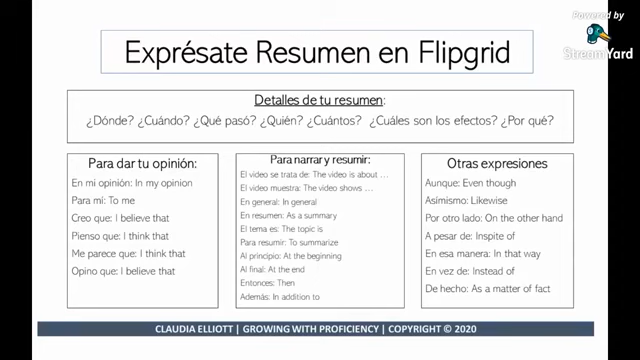 Powered by
StreamYard
Exprésate Resumen en Flipgrid
Detalles de tu resumen:
¿Dónde? ¿Cuándo? ¿Qué pasó? ¿Quién? ¿Cuántos? ¿Cuáles son los efectos? ¿Por qué?
Para dar tu opinión:
En mi opinión: In my opinion
Para mí: To me
Creo que: I believe that
Pienso que: I think that
Me parece que: I think that
Opino que: I believe that
Para narrar y resumir:
El video se trata de: The video is about ...
El video muestra: The video shows ...
En general: In general
En resumen: As a summary
El tema es: The topic is
Para resumir: To summarize
Al principio: At the beginning
Al final: At the end
Entonces: Then
Además: In addition to
Otras expresiones
Aunque: Even though
Asimismo: Likewise
Por otro lado: On the other hand
A pesar de: Inspite of
En esa manera: In that way
En vez de: Instead of
De hecho: As a matter of fact
CLAUDIA ELLIOTT | GROWING WITH PROFICIENCY | COPYRIGHT © 2020